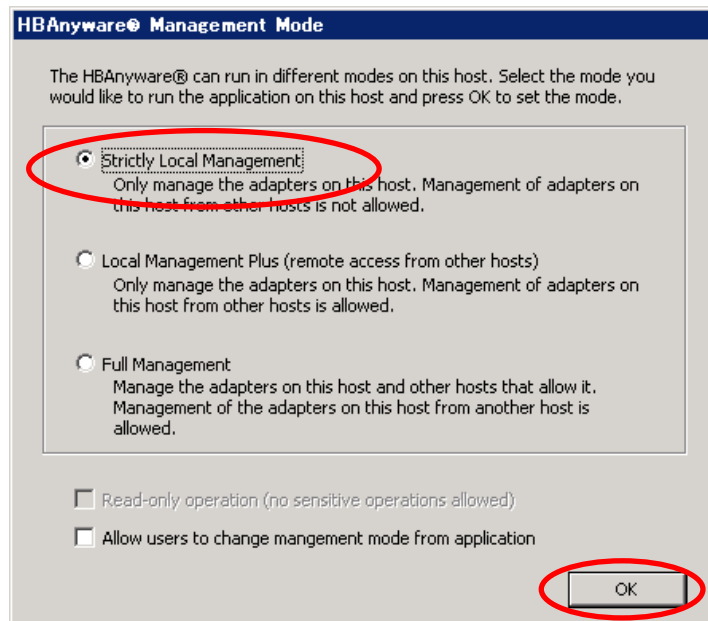 HBAnyware® Management Mode
The HBAnyware® can run in different modes on this host. Select the mode you
would like to run the application on this host and press OK to set the mode.
Strictly Local Management
Only manage the adapters on this host. Management of adapters on
this host from other hosts is not allowed.
Local Management Plus (remote access from other hosts)
Only manage the adapters on this host. Management of adapters on
this host from other hosts is allowed.
Full Management
Manage the adapters on this host and other hosts that allow it.
Management of the adapters on this host from another host is
allowed.
Read-only operation (no sensitive operations allowed)
Allow users to change mangement mode from application
OK